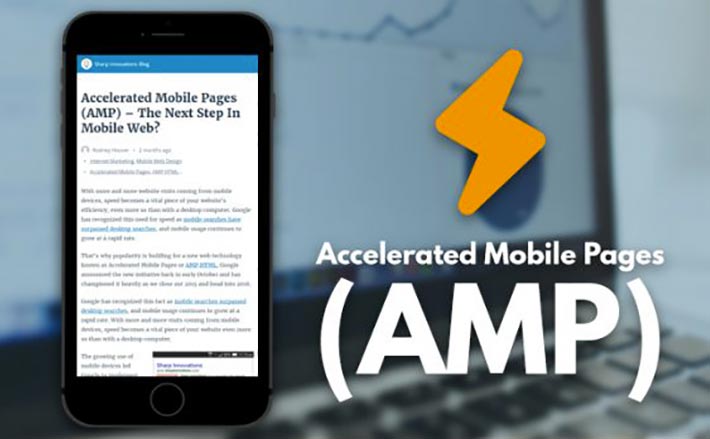 Sharp Innovations Blog
Accelerated Mobile Pages
(AMP) – The Next Step In
Mobile Web?
Rodney Hoover • 2 months ago
Internet Marketing, Mobile Web Design
Accelerated Mobile Pages, AMP HTML,
With more and more website visits coming from mobile
devices, speed becomes a vital piece of your website's
efficiency, even more so than with a desktop computer. Google
has recognized this need for speed as mobile searches have
surpassed desktop searches, and mobile usage continues to
grow at a rapid rate.
That's why popularity is building for a new web technology
known as Accelerated Mobile Pages or AMP HTML. Google
announced the new initiative back in early October and has
championed it heavily as we close out 2015 and head into 2016.
Google has recognized this fact as mobile searches surpassed
desktop searches, and mobile usage continues to grow at a
rapid rate. With more and more visits coming from mobile
devices, speed becomes a vital piece of your website even more
so than with a desktop computer.
The growing use of
mobile devices led
Google to implement
Sharp Innovations
Accelerated Mobile Pages
(AMP)